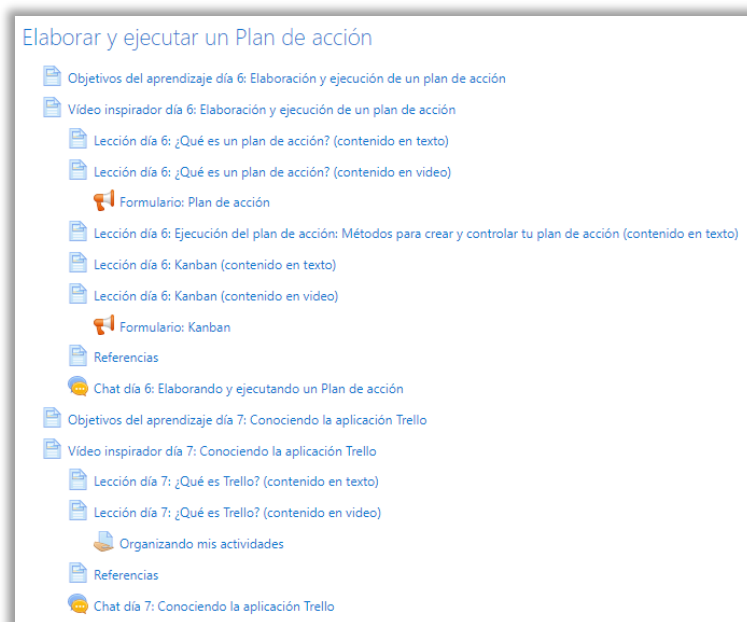 Elaborar y ejecutar un Plan de acción
Objetivos del aprendizaje día 6: Elaboración y ejecución de un plan de acción
Vídeo inspirador día 6: Elaboración y ejecución de un plan de acción
Lección día 6: ¿Qué es un plan de acción? (contenido en texto)
Lección día 6: ¿Qué es un plan de acción? (contenido en video)
Formulario: Plan de acción
Lección día 6: Ejecución del plan de acción: Métodos para crear y controlar tu plan de acción (contenido en texto)
Lección día 6: Kanban (contenido en texto)
Lección día 6: Kanban (contenido en video)
Formulario: Kanban
Referencias
Chat día 6: Elaborando y ejecutando un Plan de acción
Objetivos del aprendizaje día 7: Conociendo la aplicación Trello
Vídeo inspirador día 7: Conociendo la aplicación Trello
Lección día 7: ¿Qué es Trello? (contenido en texto)
Lección día 7: ¿Qué es Trello? (contenido en video)
Organizando mis actividades
Referencias
Chat día 7: Conociendo la aplicación Trello